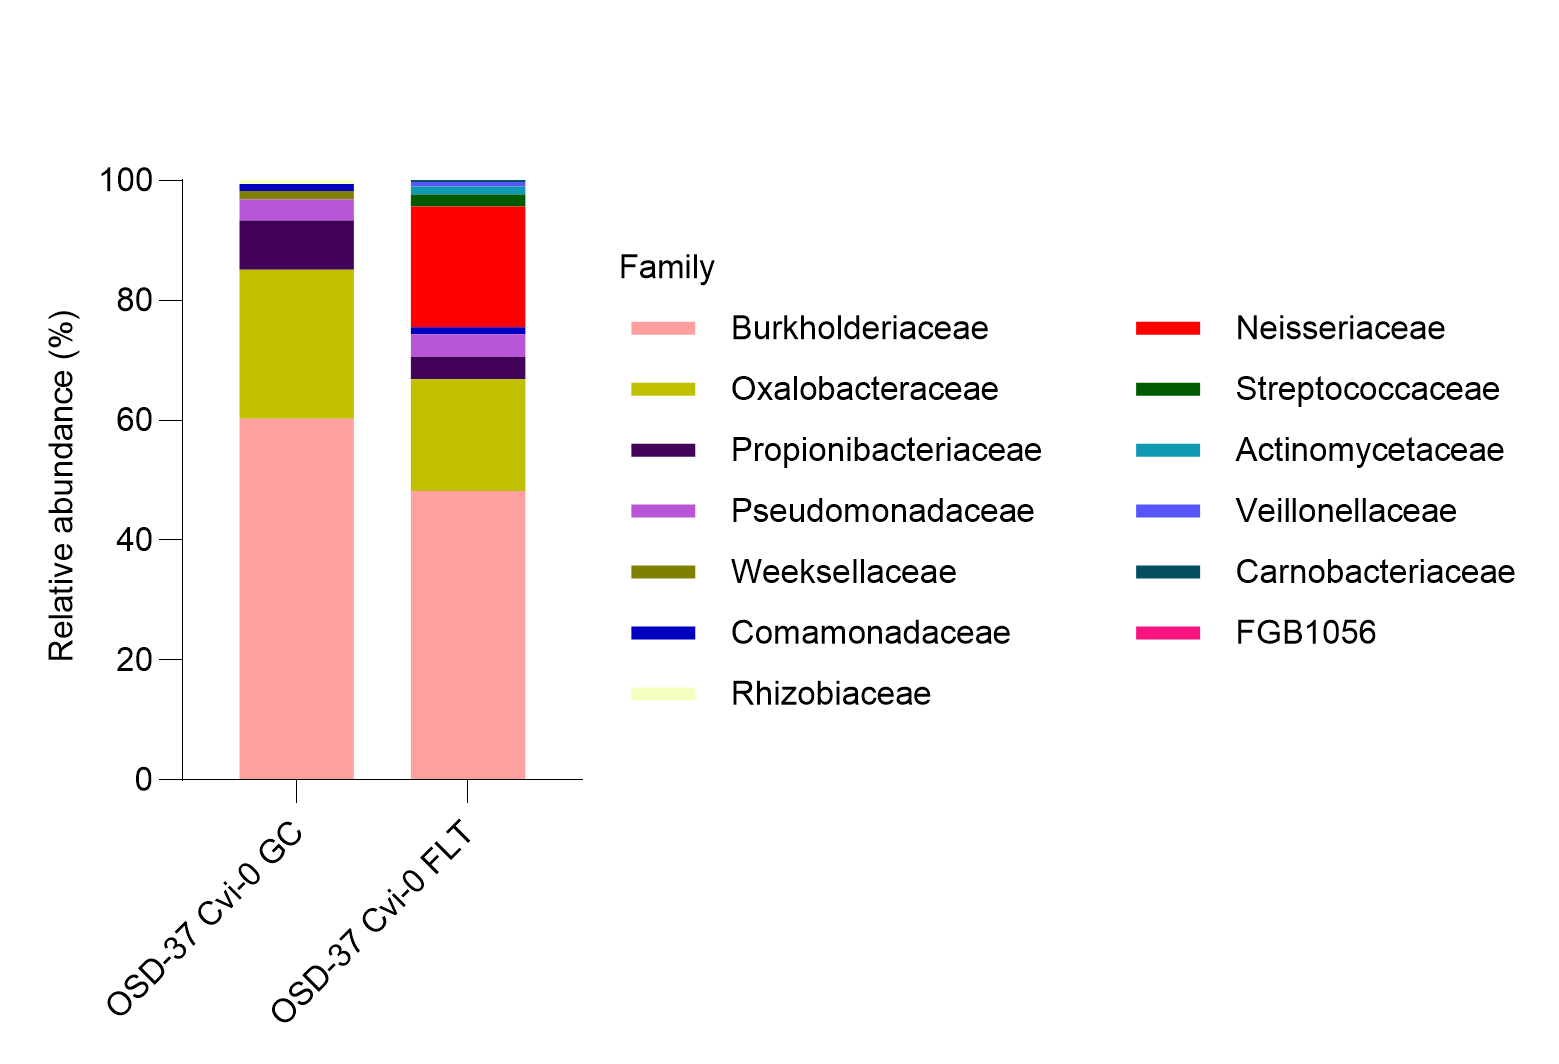 100
80
60
40
20
0
Relative abundance (%)
OSD-37 Cvi-0 GC
OSD-37 Cvi-0 FLT
Family
Burkholderiaceae
Oxalobacteraceae
Propionibacteriaceae
Pseudomonadaceae
Weeksellaceae
Comamonadaceae
Rhizobiaceae
Neisseriaceae
Streptococcaceae
Actinomycetaceae
Veillonellaceae
Carnobacteriaceae
FGB1056